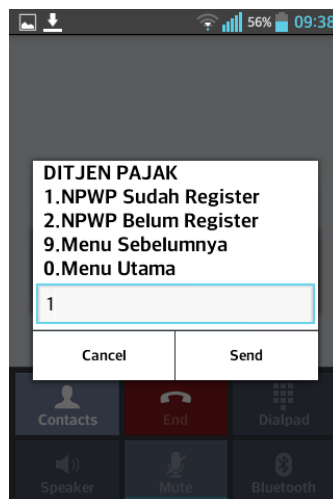 56% 09:38
DITJEN PAJAK
1.NPWP Sudah Register
2.NPWP Belum Register
9.Menu Sebelumnya
0.Menu Utama
1
Cancel Send
Contacts End Dialpad
Speaker Mute Bluetooth